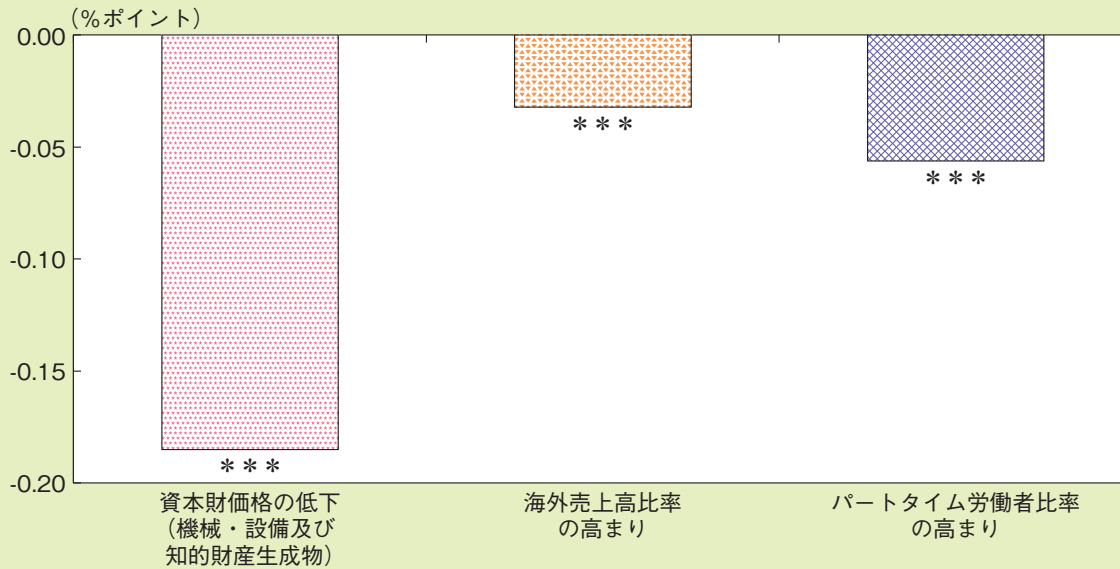 （％ポイント）
0.00
-0.05
-0.10
-0.15
-0.20
＊＊＊
＊＊＊
＊＊＊
資本財価格の低下
（機械・設備及び
知的財産生成物）
海外売上高比率
の高まり
パートタイム労働者比率
の高まり